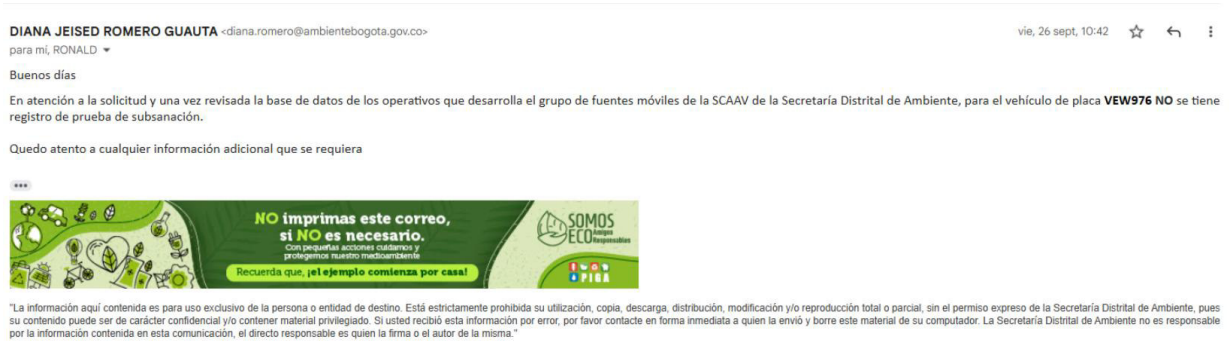 DIANA JEISED ROMERO GUAUTA <diana.romero@ambientebogota.gov.co>
vie, 26 sept, 10:42
para mí, RONALD
Buenos días
En atención a la solicitud y una vez revisada la base de datos de los operativos que desarrolla el grupo de fuentes móviles de la SCAAV de la Secretaría Distrital de Ambiente, para el vehículo de placa VEW976 NO se tiene
registro de prueba de subsanación.
Quedo atento a cualquier información adicional que se requiera
NO imprimas este correo,
si NO es necesario.
Con pequeñas acciones cuidamos y
protegemos nuestro medioambiente
Recuerda que, ¡el ejemplo comienza por casa!
SOMOS
ECO Amigos
Responsables
PIGA
"La información aquí contenida es para uso exclusivo de la persona o entidad de destino. Está estrictamente prohibida su utilización, copia, descarga, distribución, modificación y/o reproducción total o parcial, sin el permiso expreso de la Secretaría Distrital de Ambiente, pues
su contenido puede ser de carácter confidencial y/o contener material privilegiado. Si usted recibió esta información por error, por favor contacte en forma inmediata a quien la envió y borre este material de su computador. La Secretaría Distrital de Ambiente no es responsable
por la información contenida en esta comunicación, el directo responsable es quien la firma o el autor de la misma."